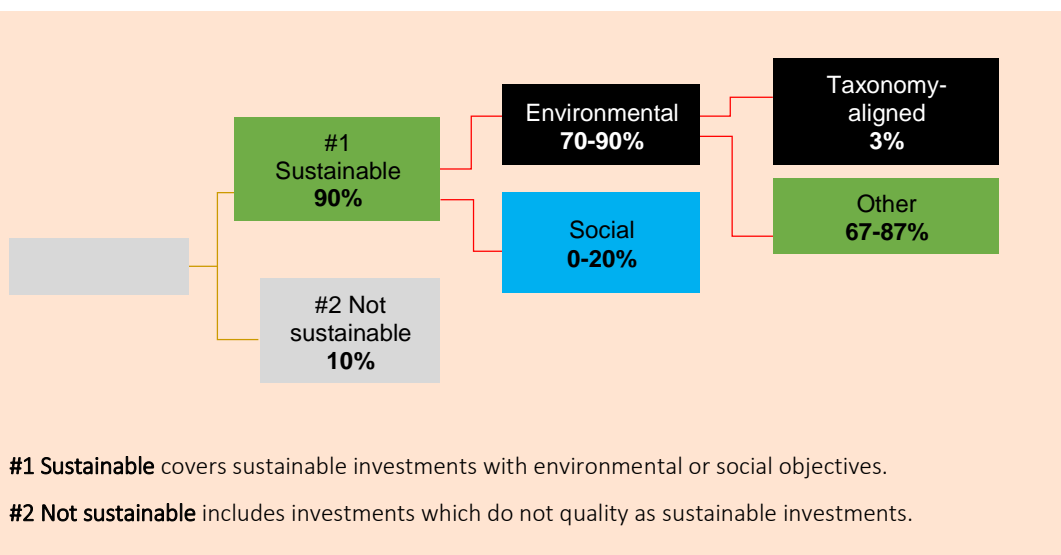 #1
Sustainable
90%
#2 Not
sustainable
10%
Environmental
70-90%
Social
0-20%
Taxonomy-
aligned
3%
Other
67-87%
#1 Sustainable covers sustainable investments with environmental or social objectives.
#2 Not sustainable includes investments which do not quality as sustainable investments.